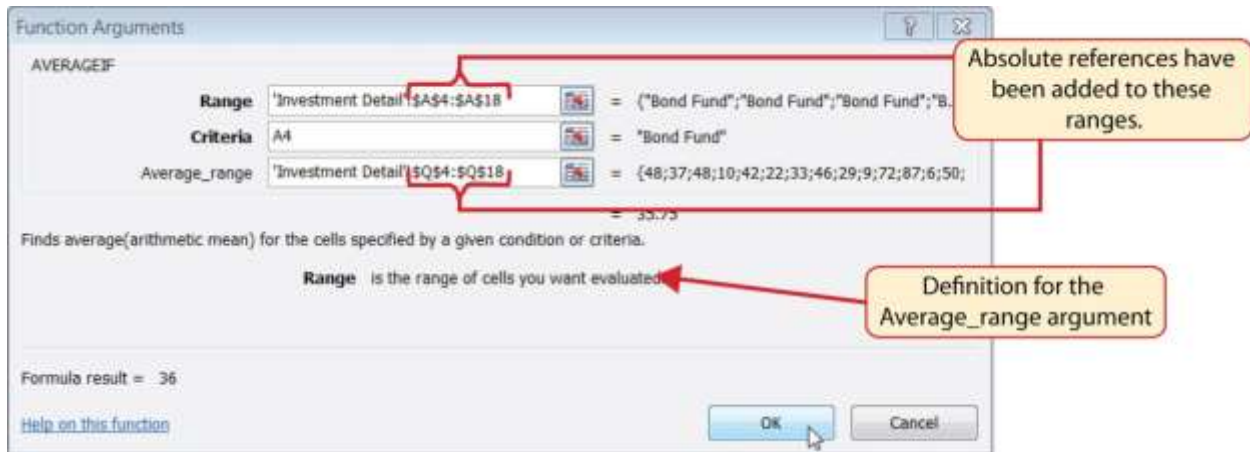 Function Arguments
AVERAGEIF
Absolute references have
been added to these
ranges.
Range 'Investment Detail'!$A$4:$A$18 = {"Bond Fund";"Bond Fund";"Bond Fund";"B...
Criteria A4 = "Bond Fund"
Average_range 'Investment Detail'!$Q$4:$Q$18 = {48;37;48;10;42;22;33;46;29;9;72;87;6;50;
= 35.75
Finds average(arithmetic mean) for the cells specified by a given condition or criteria.
Range is the range of cells you want evaluated
Definition for the
Average_range argument
Formula result = 36
Help on this function
OK
Cancel